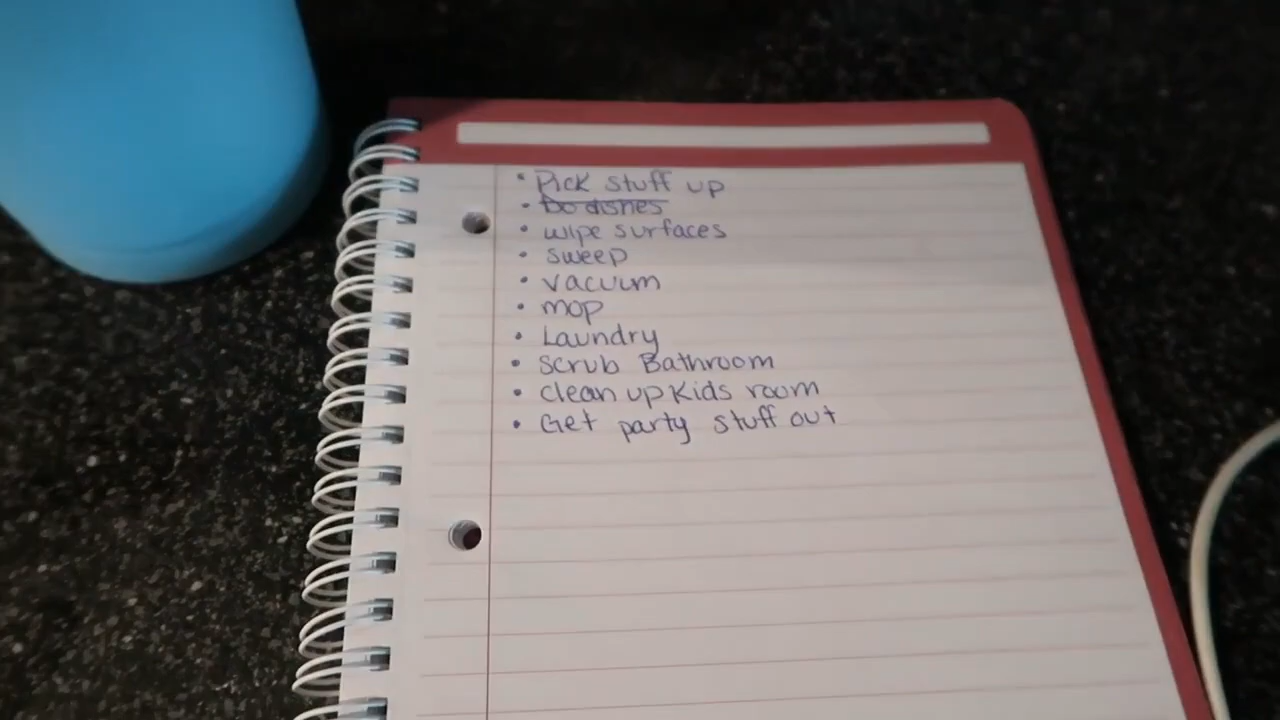 • Pick stuff up
• Do dishes
• wipe surfaces
• sweep
• vacuum
• mop
• Laundry
• scrub Bathroom
• clean up Kids room
• Get party stuff out